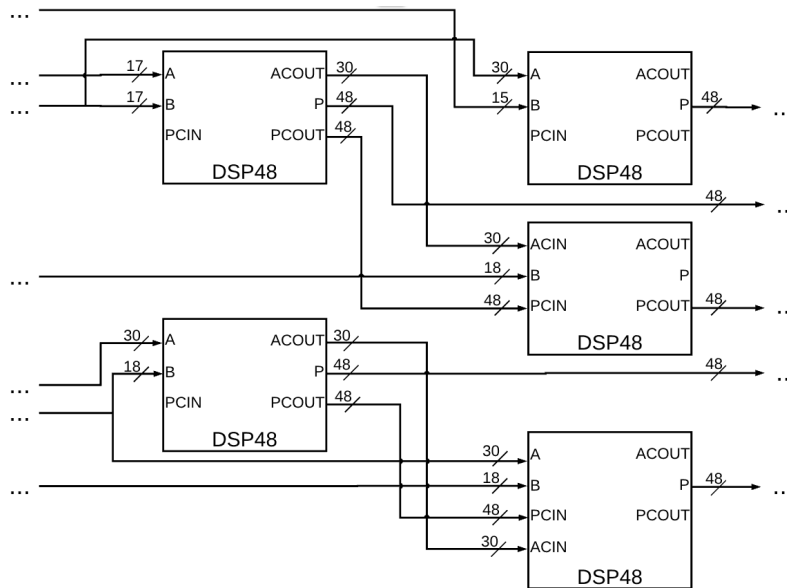 ...
...
...
17 A ACOUT 30
17 B P 48
PCIN PCOUT 48
DSP48
30 A ACOUT
15 B P 48 ..
PCIN PCOUT
DSP48
48 ..
30 ACIN ACOUT
... 18 B P
48 PCIN PCOUT 48 ..
DSP48
30 A ACOUT 30
18 B P 48
PCIN PCOUT 48
DSP48
...
...
48 ..
30 A ACOUT
... 18 B P 48 ..
48 PCIN PCOUT
30 ACIN
DSP48